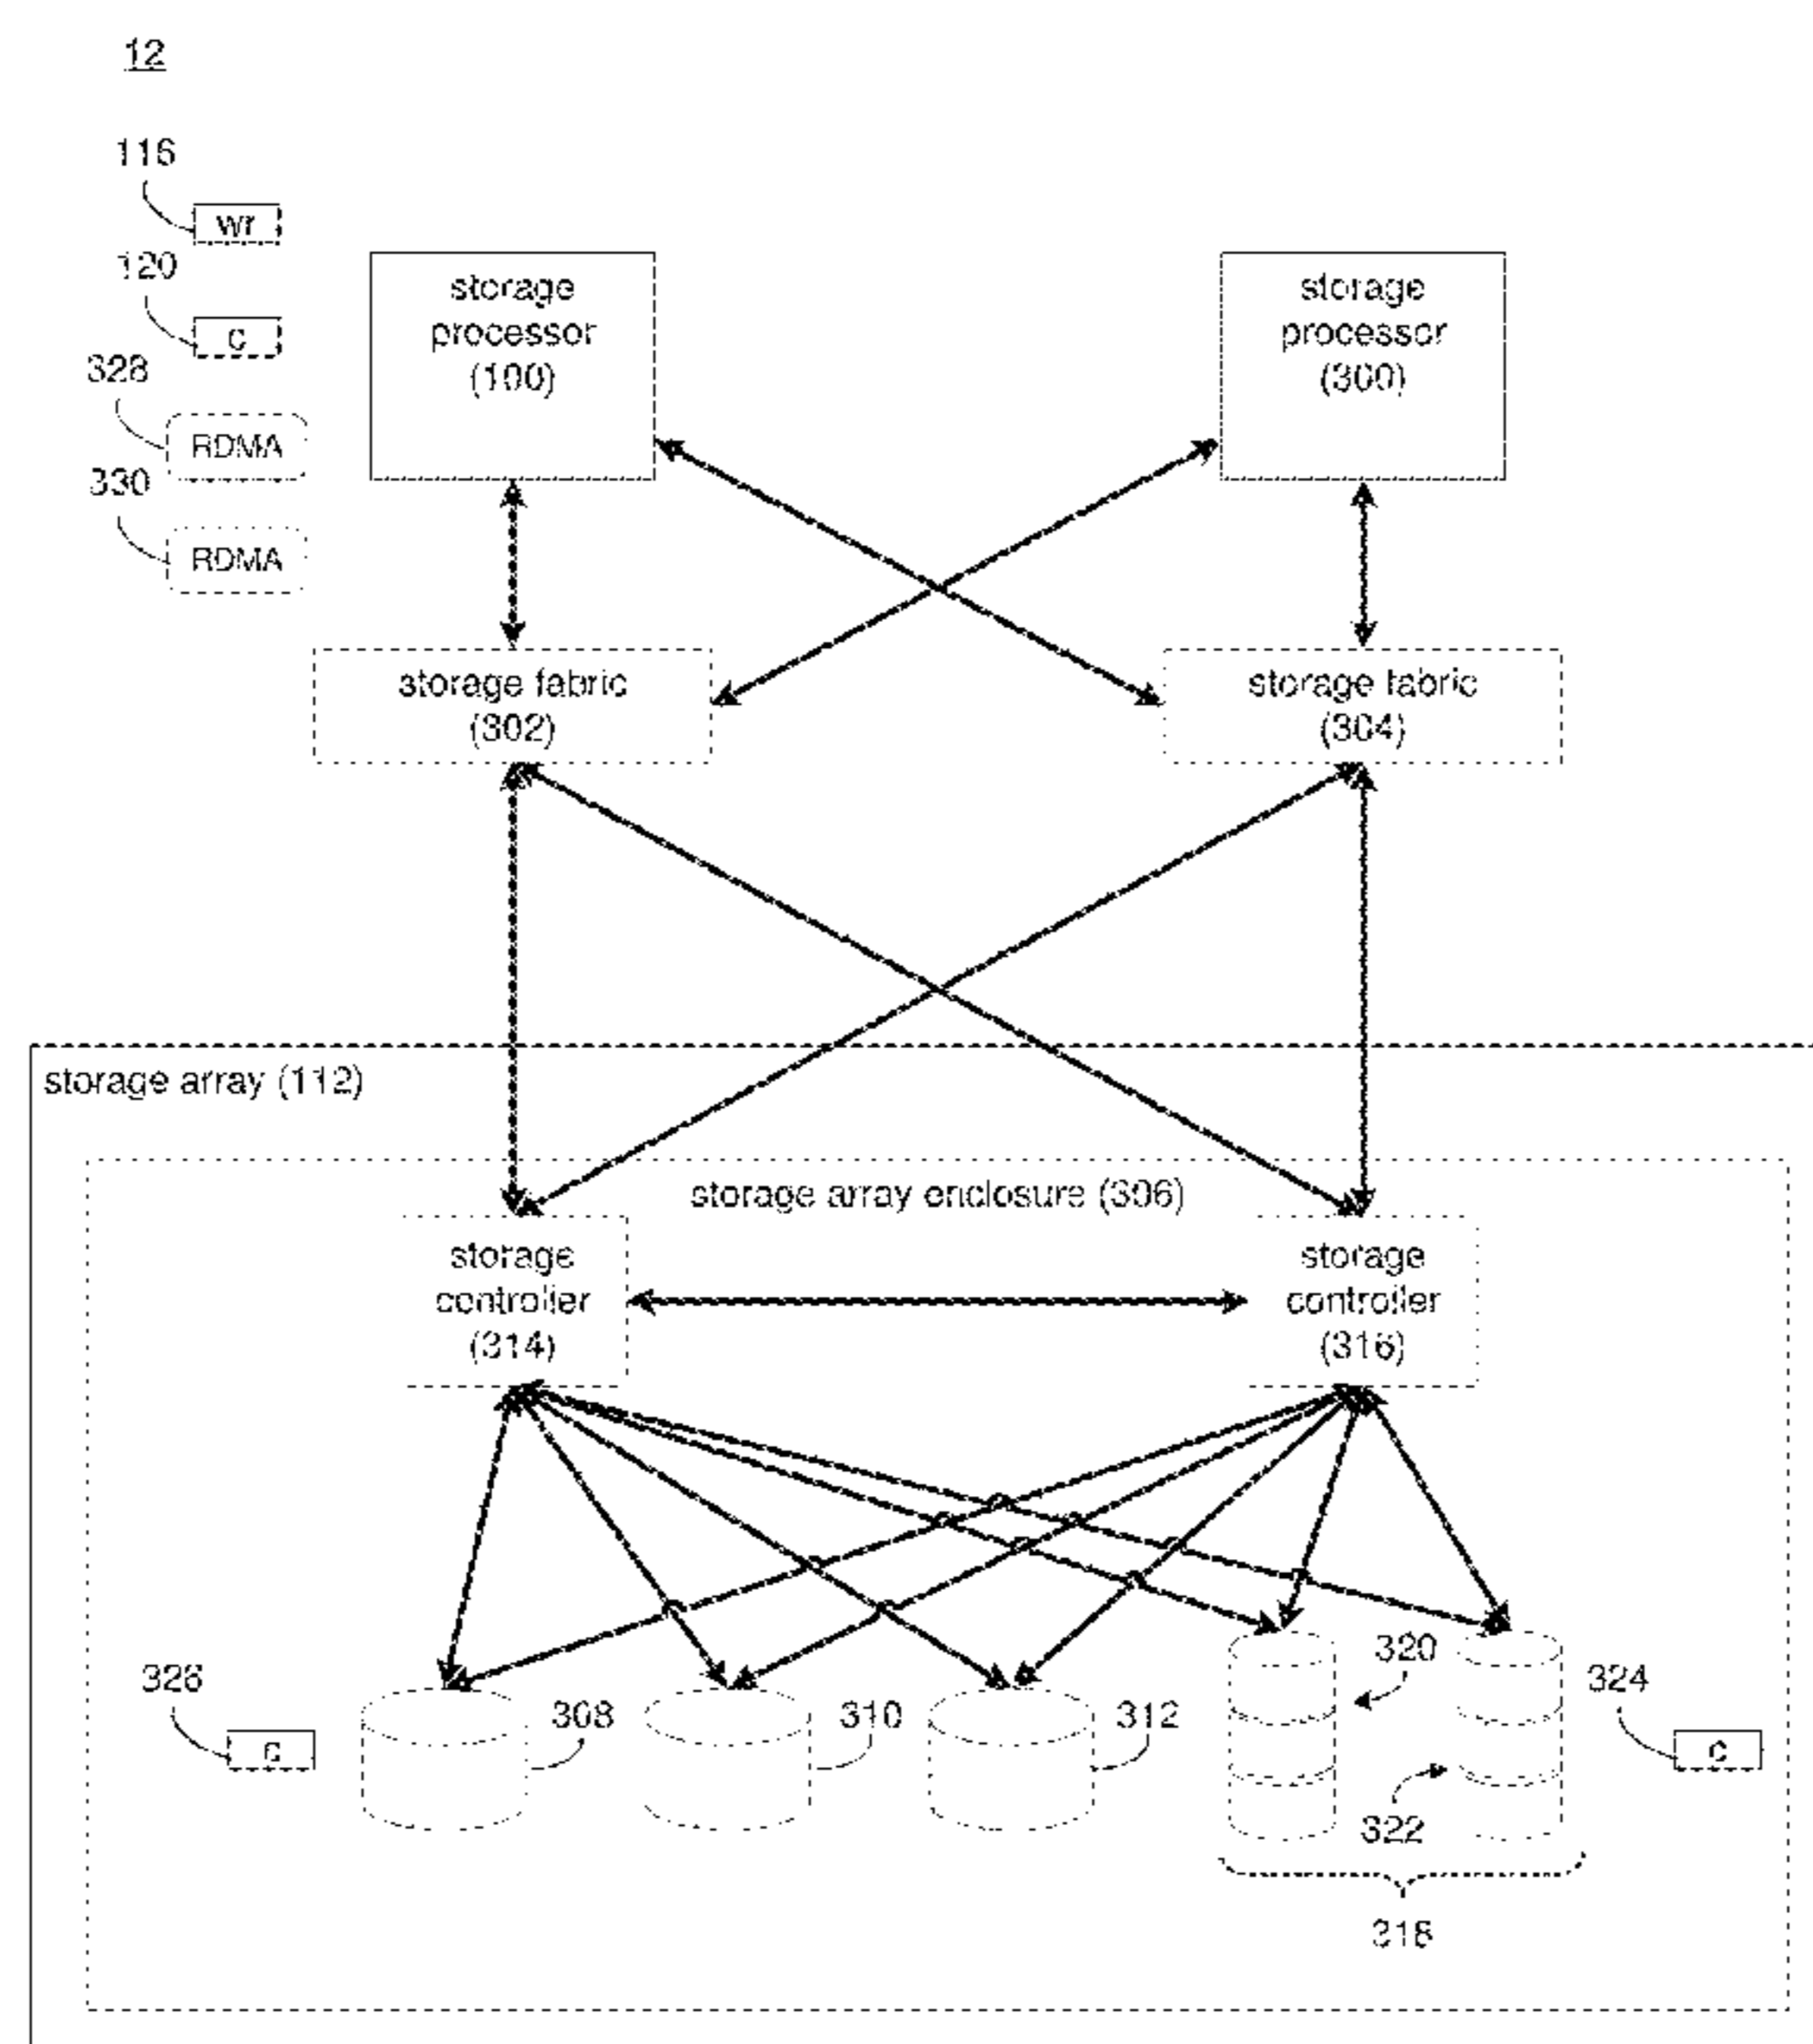 12
116
wr
120
c
328
RDMA
330
RDMA
storage
processor
(100)
storage
processor
(300)
storage fabric
(302)
storage fabric
(304)
storage array (112)
storage array enclosure (306)
storage
controller
(314)
storage
controller
(316)
326
c
308
310
312
320
322
324
c
318